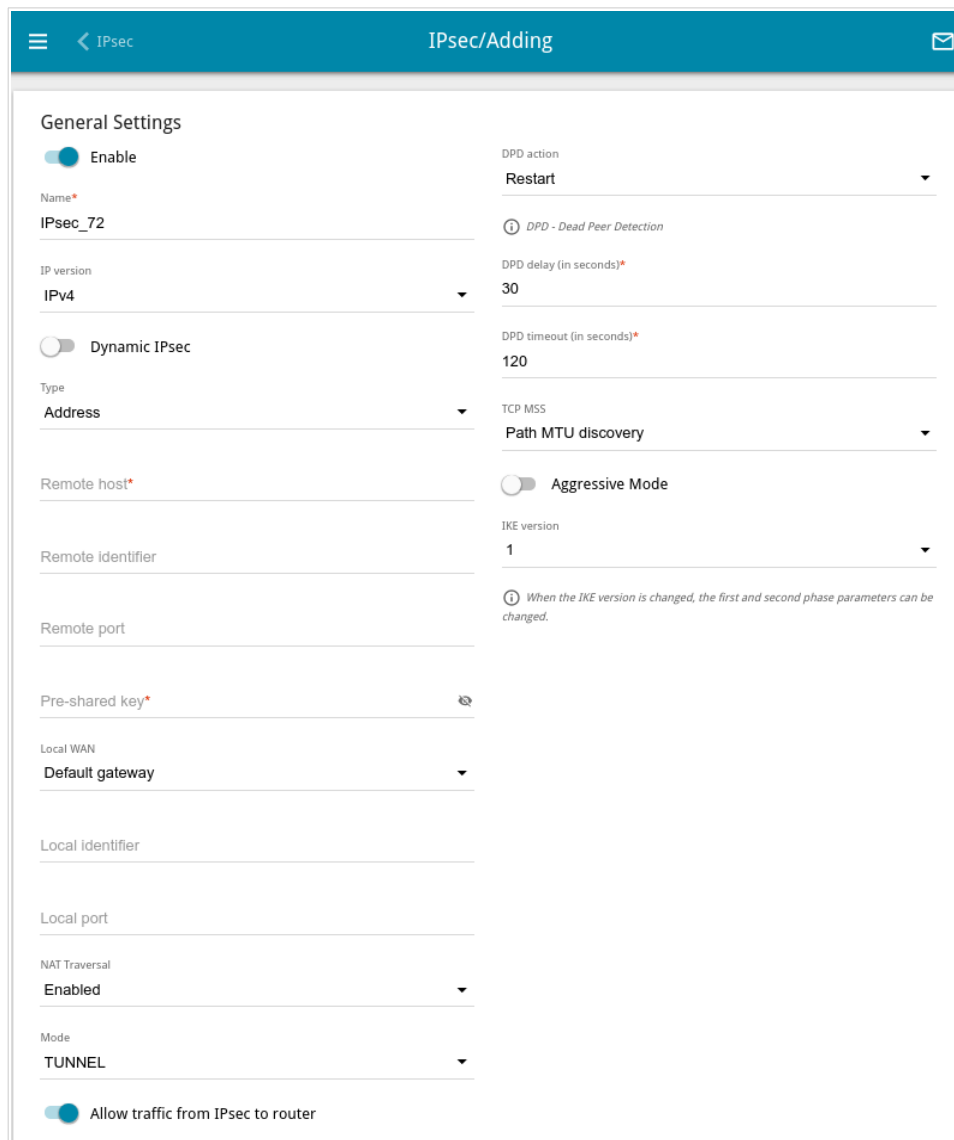 IPsec
IPsec/Adding
General Settings
Enable
Name*
IPsec_72
IP version
IPv4
Dynamic IPsec
Type
Address
Remote host*
Remote identifier
Remote port
Pre-shared key*
Local WAN
Default gateway
Local identifier
Local port
NAT Traversal
Enabled
Mode
TUNNEL
Allow traffic from IPsec to router
DPD action
Restart
DPD - Dead Peer Detection
DPD delay (in seconds)*
30
DPD timeout (in seconds)*
120
TCP MSS
Path MTU discovery
Aggressive Mode
IKE version
1
When the IKE version is changed, the first and second phase parameters can be
changed.